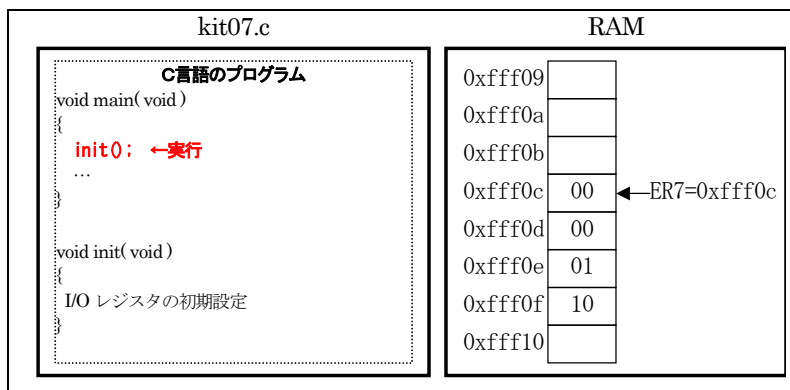 kit07.c
C言語のプログラム
void main( void )
{
init(); ←実行
…
}
void init( void )
{
I/O レジスタの初期設定
}
RAM
0xfff09
0xfff0a
0xfff0b
0xfff0c 00 ER7=0xfff0c
0xfff0d 00
0xfff0e 01
0xfff0f 10
0xfff10